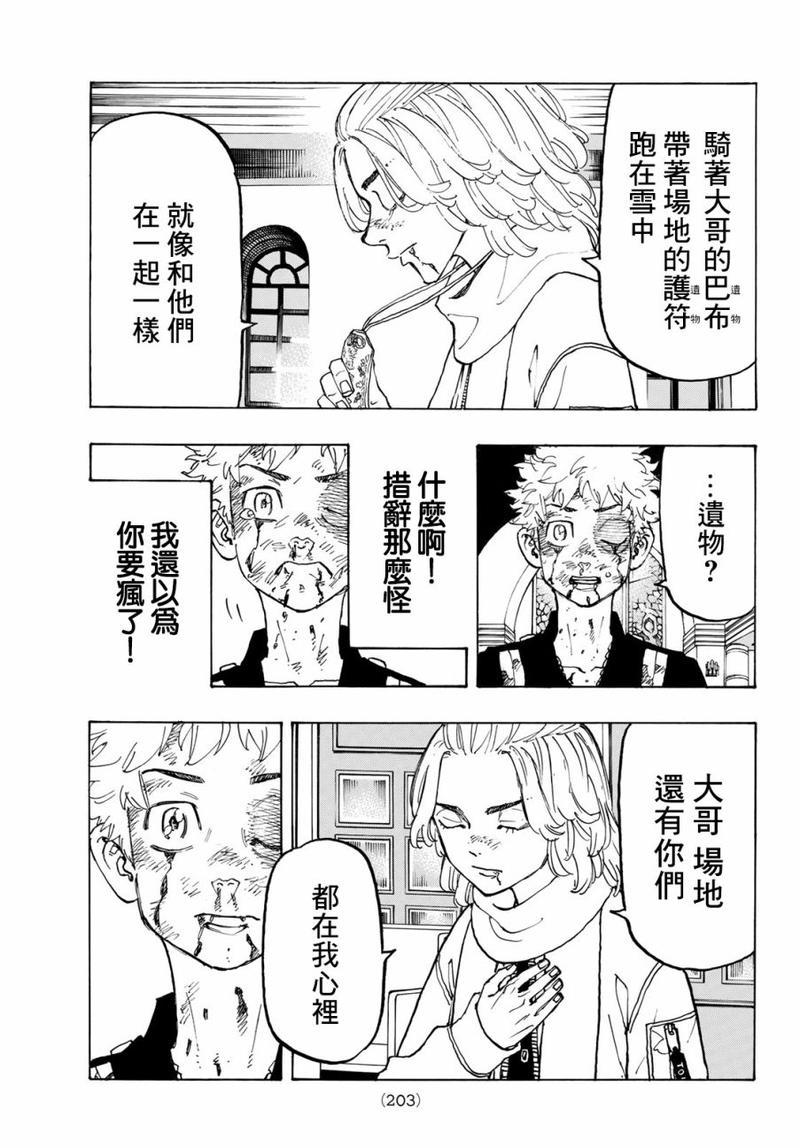 騎著大哥的巴布
遺物
帶著場地的護符
遺物
跑在雪中
就像和他們
在一起一樣
…遺物？
什麼啊！
措辭那麼怪
我還以為
你要瘋了！
大哥 場地
還有你們
都在我心裡
TO
(203)